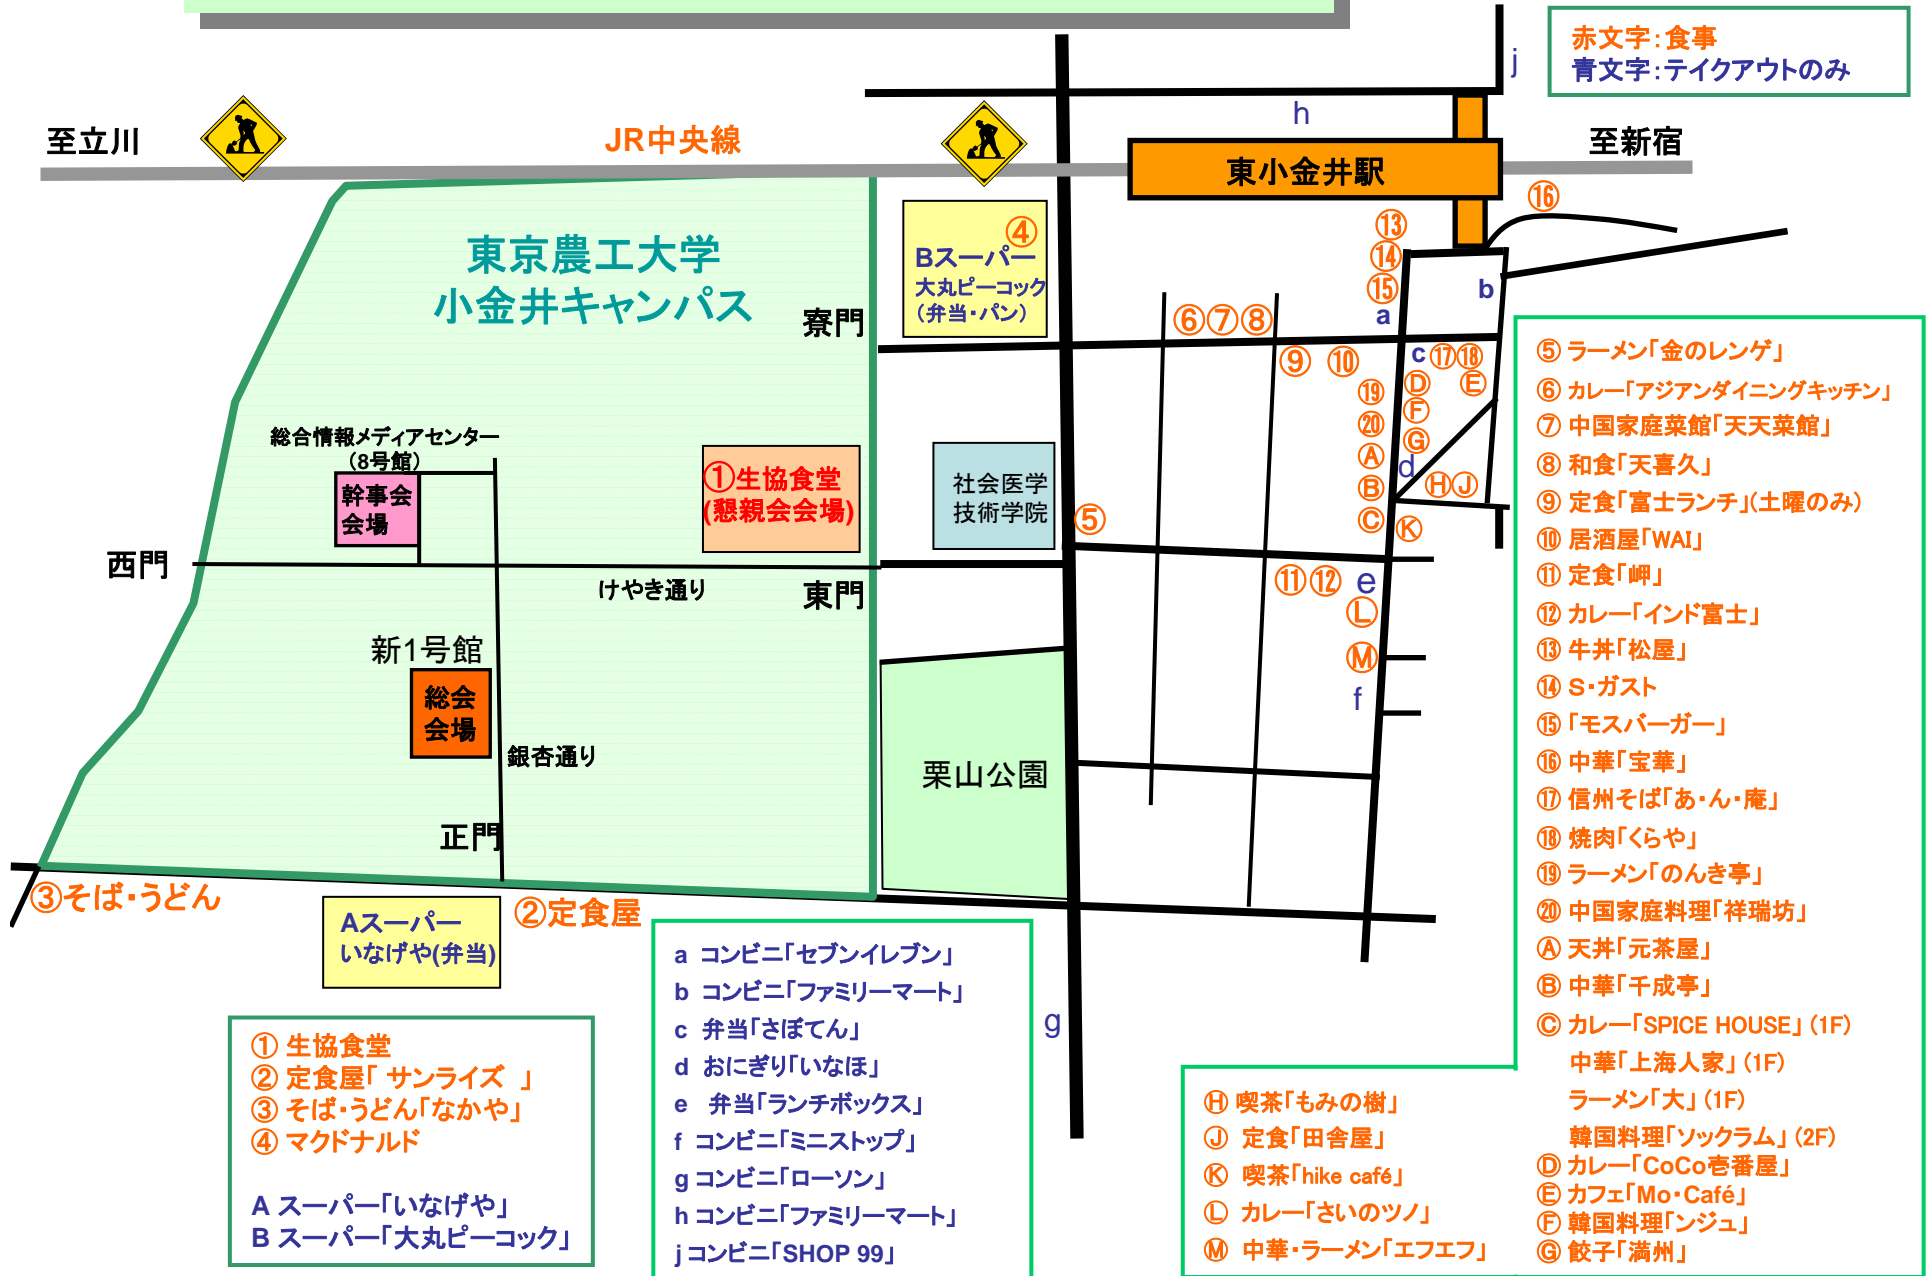 赤文字：食事
青文字：テイクアウトのみ
j
h
至立川
JR中央線
至新宿
東小金井駅
⑯
⑬
⑭
⑮
a
b
東京農工大学
小金井キャンパス
④
Bスーパー
大丸ピーコック
（弁当・パン）
寮門
⑥⑦⑧
⑨
⑩
c
⑰⑱
Ⓓ
Ⓔ
⑲
Ⓕ
⑳
Ⓖ
Ⓐ
d
Ⓑ
ⒽⒿ
Ⓒ
Ⓚ
総合情報メディアセンター
（8号館）
幹事会
会場
①生協食堂
(懇親会会場)
社会医学
技術学院
⑤
西門
けやき通り
東門
⑪⑫
e
Ⓛ
Ⓜ
f
新1号館
総会
会場
銀杏通り
栗山公園
正門
③そば・うどん
②定食屋
Aスーパー
いなげや(弁当)
g
① 生協食堂
② 定食屋「 サンライズ 」
③ そば・うどん「なかや」
④ マクドナルド
A スーパー「いなげや」
B スーパー「大丸ピーコック」
a コンビニ「セブンイレブン」
b コンビニ「ファミリーマート」
c 弁当「さぼてん」
d おにぎり「いなほ」
e 弁当「ランチボックス」
f コンビニ「ミニストップ」
g コンビニ「ローソン」
h コンビニ「ファミリーマート」
j コンビニ「SHOP 99」
⑤ ラーメン「金のレンゲ」
⑥ カレー「アジアンダイニングキッチン」
⑦ 中国家庭菜館「天天菜館」
⑧ 和食「天喜久」
⑨ 定食「富士ランチ」（土曜のみ）
⑩ 居酒屋「WAI」
⑪ 定食「岬」
⑫ カレー「インド富士」
⑬ 牛丼「松屋」
⑭ S・ガスト
⑮ 「モスバーガー」
⑯ 中華「宝華」
⑰ 信州そば「あ・ん・庵」
⑱ 焼肉「くらや」
⑲ ラーメン「のんき亭」
⑳ 中国家庭料理「祥瑞坊」
Ⓐ 天丼「元茶屋」
Ⓑ 中華「千成亭」
Ⓒ カレー「SPICE HOUSE」（1F）
中華「上海人家」（1F）
ラーメン「大」（1F）
韓国料理「ソックラム」（2F）
Ⓓ カレー「CoCo壱番屋」
Ⓔ カフェ「Mo・Café」
Ⓕ 韓国料理「ンジュ」
Ⓖ 餃子「満州」
Ⓗ 喫茶「もみの樹」
Ⓙ 定食「田舎屋」
Ⓚ 喫茶「hike café」
Ⓛ カレー「さいのツノ」
Ⓜ 中華・ラーメン「エフエフ」